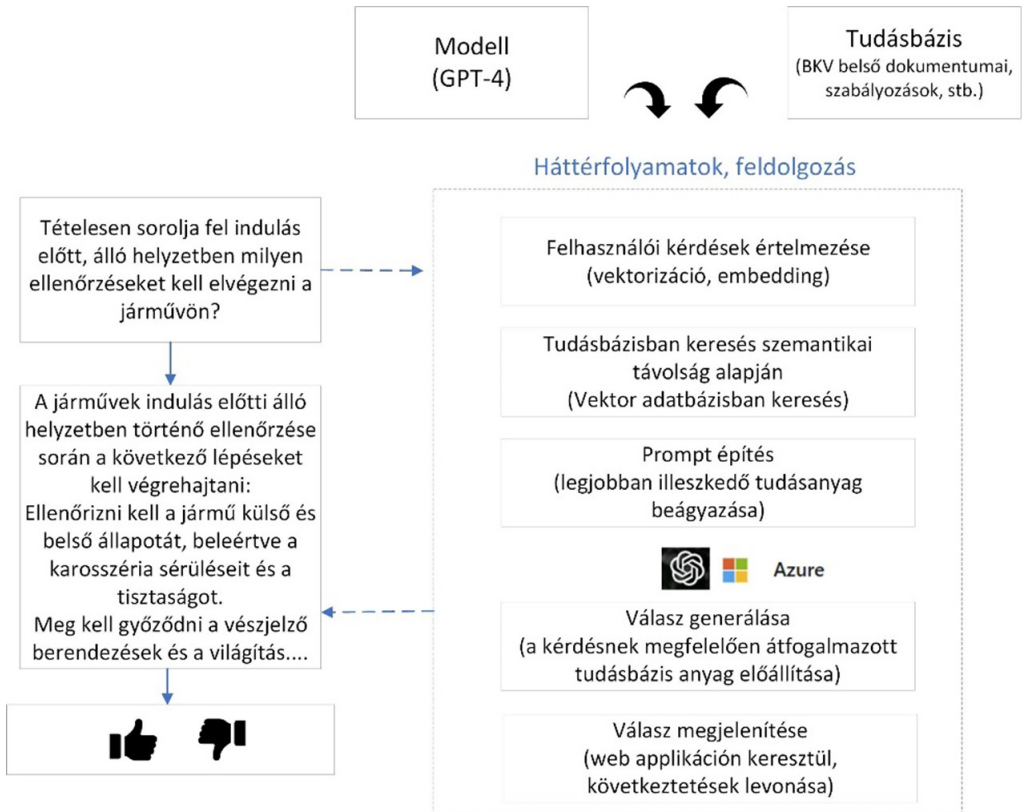 Modell
(GPT-4)
Tudásbázis
(BKV belső dokumentumai,
szabályozások, stb.)
Háttérfolyamatok, feldolgozás
Tételesen sorolja fel indulás
előtt, álló helyzetben milyen
ellenőrzéseket kell elvégezni a
járművön?
A járművek indulás előtti álló
helyzetben történő ellenőrzése
során a következő lépéseket
kell végrehajtani:
Ellenőrizni kell a jármű külső és
belső állapotát, beleértve a
karosszéria sérüléseit és a
tisztaságot.
Meg kell győződni a vészjelző
berendezések és a világítás....
Felhasználói kérdések értelmezése
(vektorizáció, embedding)
Tudásbázisban keresés szemantikai
távolság alapján
(Vektor adatbázisban keresés)
Prompt építés
(legjobban illeszkedő tudásanyag
beágyazása)
Azure
Válasz generálása
(a kérdésnek megfelelően átfogalmazott
tudásbázis anyag előállítása)
Válasz megjelenítése
(web applikáción keresztül,
következtetések levonása)